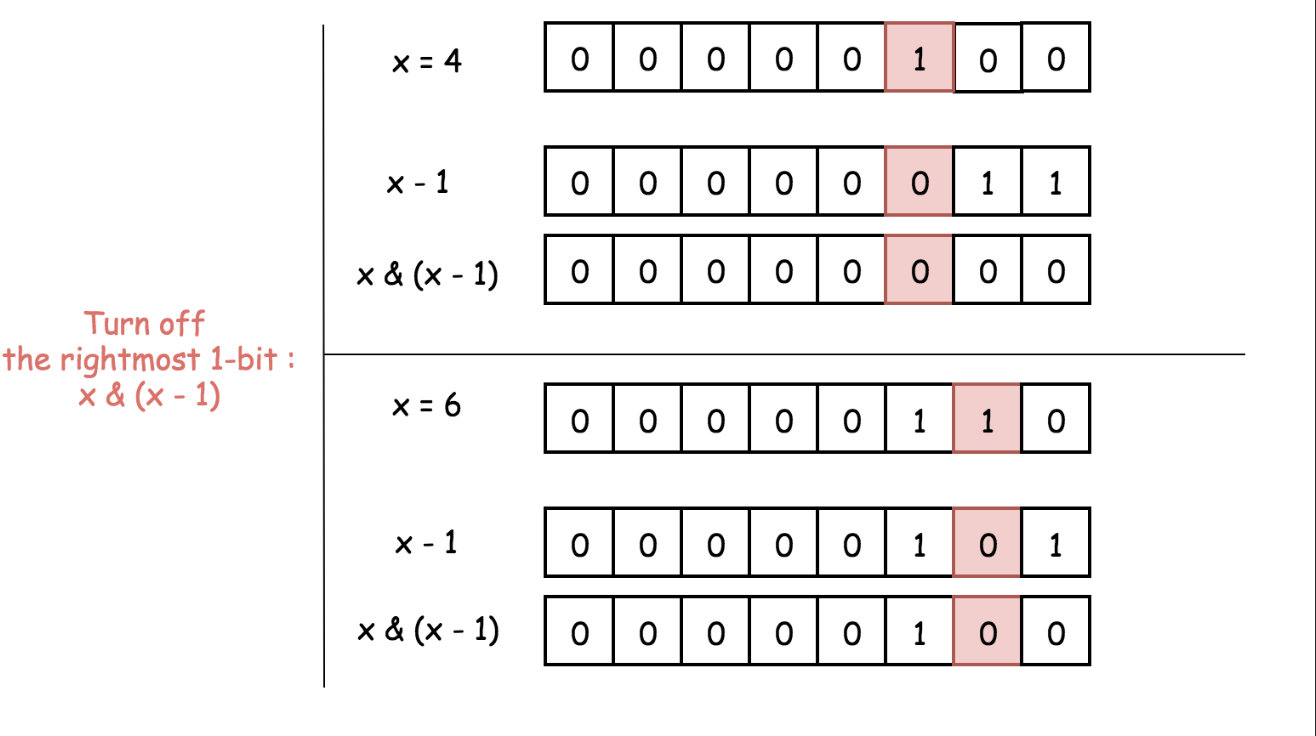 Turn off
the rightmost 1-bit :
x & (x - 1)
x = 4 0 0 0 0 0 1 0 0
x - 1 0 0 0 0 0 0 1 1
x & (x - 1) 0 0 0 0 0 0 0 0
x = 6 0 0 0 0 0 1 1 0
x - 1 0 0 0 0 0 1 0 1
x & (x - 1) 0 0 0 0 0 1 0 0